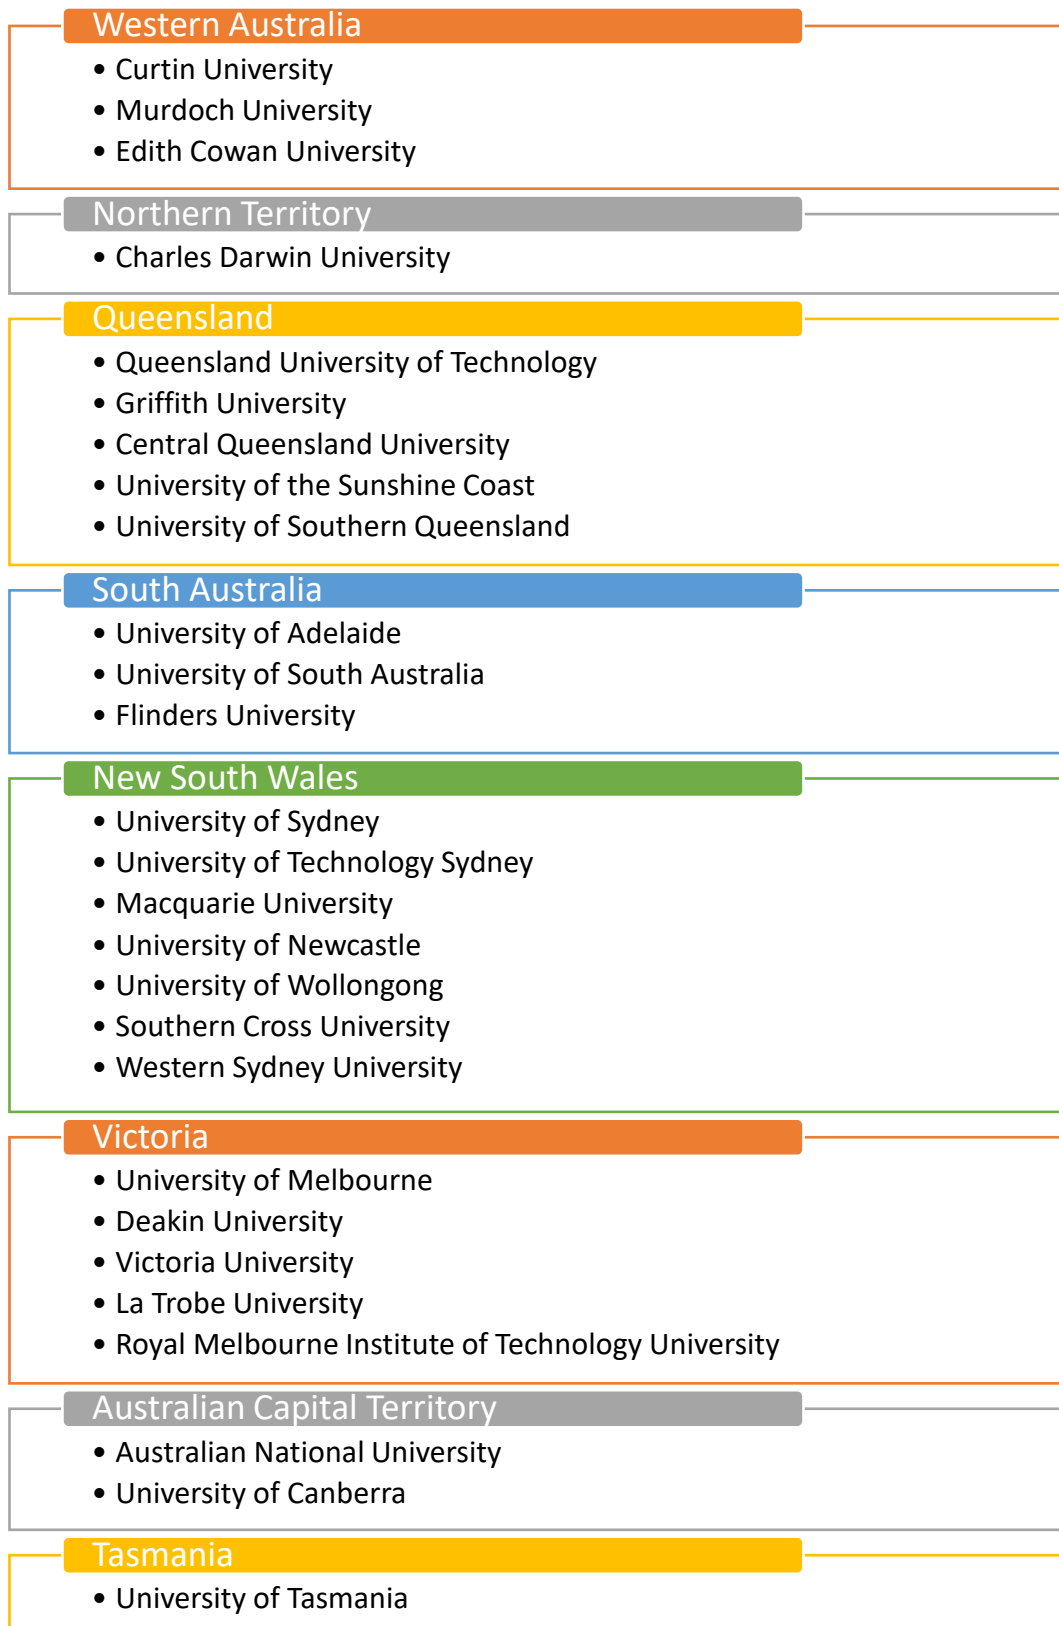 Western Australia
• Curtin University
• Murdoch University
• Edith Cowan University
Northern Territory
• Charles Darwin University
Queensland
• Queensland University of Technology
• Griffith University
• Central Queensland University
• University of the Sunshine Coast
• University of Southern Queensland
South Australia
• University of Adelaide
• University of South Australia
• Flinders University
New South Wales
• University of Sydney
• University of Technology Sydney
• Macquarie University
• University of Newcastle
• University of Wollongong
• Southern Cross University
• Western Sydney University
Victoria
• University of Melbourne
• Deakin University
• Victoria University
• La Trobe University
• Royal Melbourne Institute of Technology University
Australian Capital Territory
• Australian National University
• University of Canberra
Tasmania
• University of Tasmania